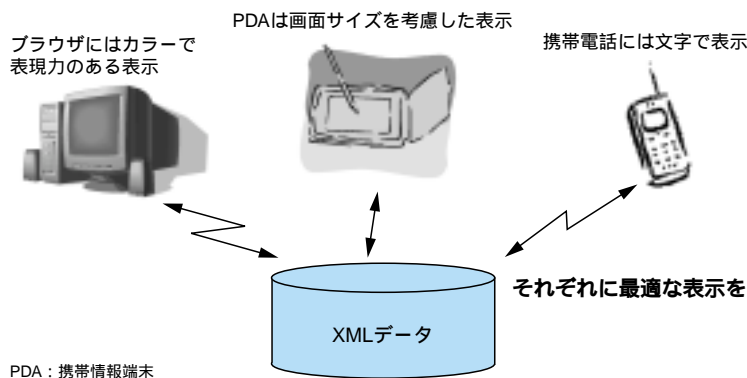 PDAは画面サイズを考慮した表示
ブラウザにはカラーで
表現力のある表示
携帯電話には文字で表示
それぞれに最適な表示を
XMLデータ
PDA：携帯情報端末